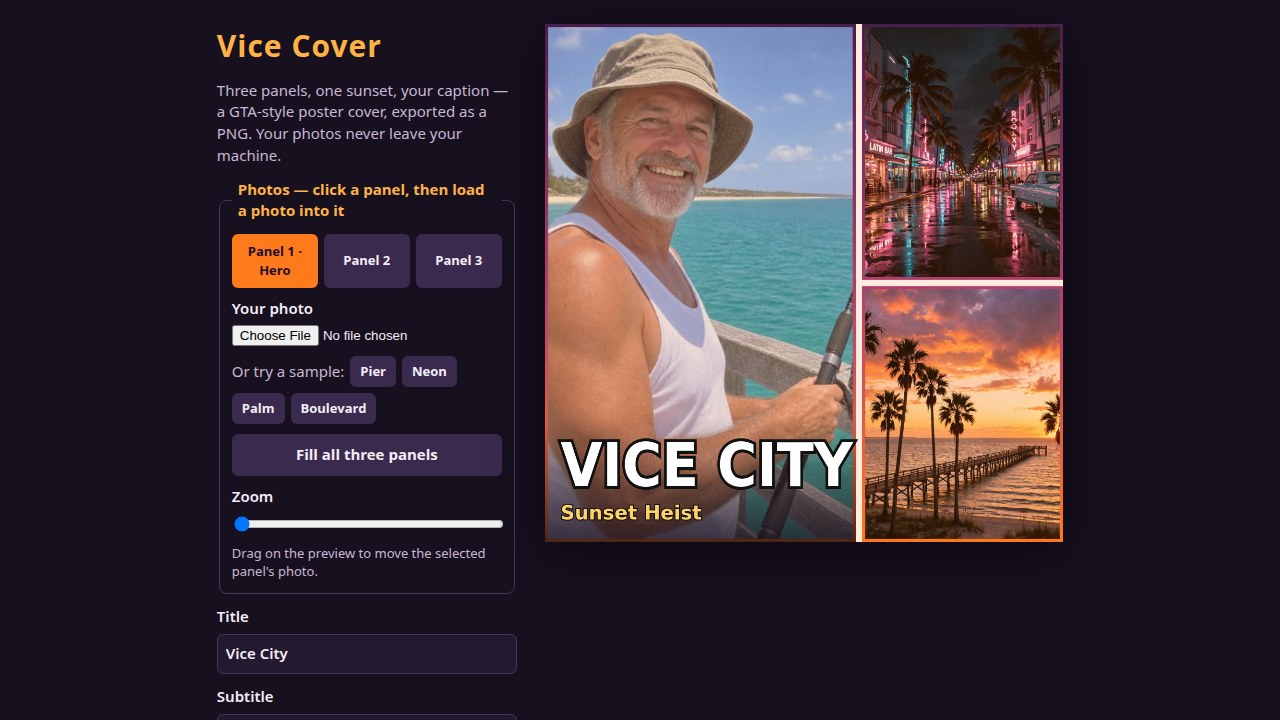 Vice Cover
Three panels, one sunset, your caption —
a GTA-style poster cover, exported as a
PNG. Your photos never leave your
machine.
Photos — click a panel, then load
a photo into it
Panel 1 ·
Hero
Panel 2
Panel 3
Your photo
Choose File No file chosen
Or try a sample: Pier Neon
Palm Boulevard
Fill all three panels
Zoom
Drag on the preview to move the selected
panel's photo.
Title
Vice City
Subtitle
VICE CITY
Sunset Heist
LATIN BAR